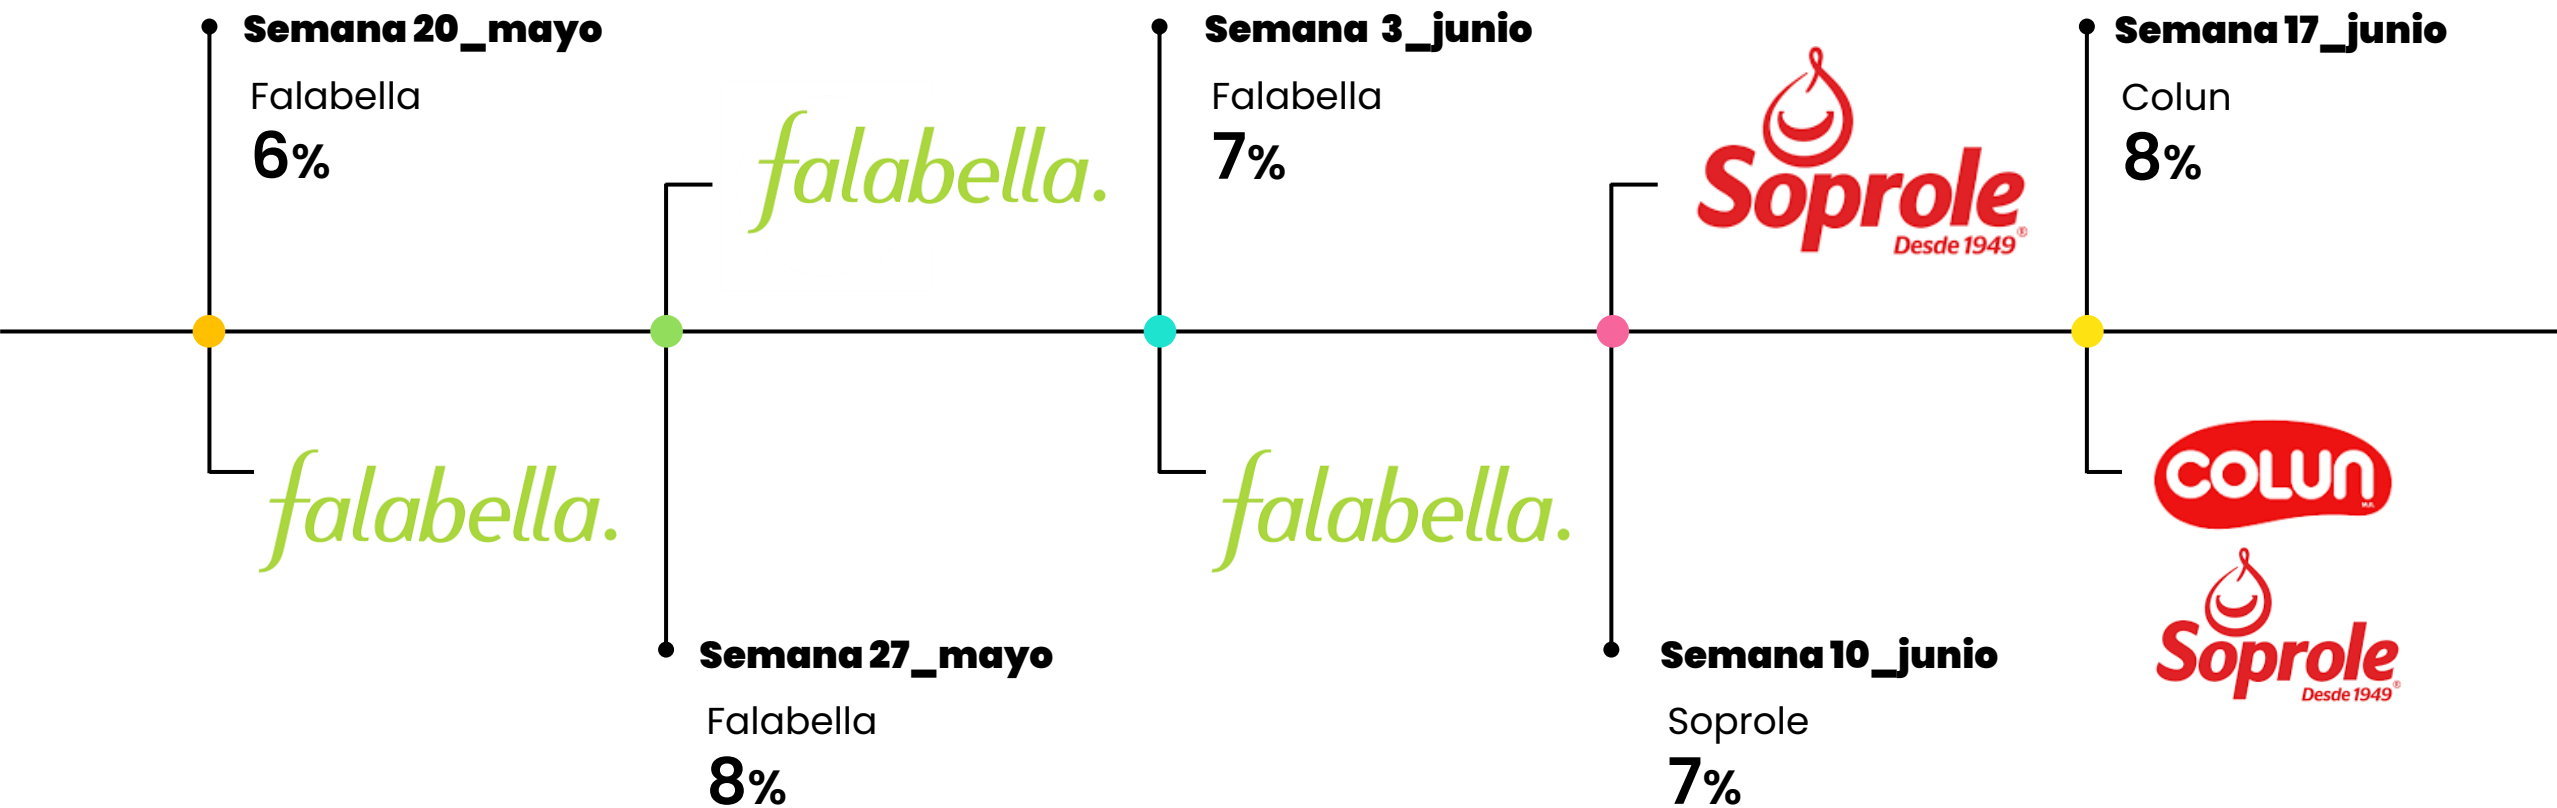 Semana 20_mayo
Falabella
6%
falabella.
falabella.
Semana 27_mayo
Falabella
8%
Semana 3_junio
Falabella
7%
falabella.
Soprole
Desde 1949®
Semana 10_junio
Soprole
7%
Semana 17_junio
Colun
8%
COLUN
Soprole
Desde 1949®